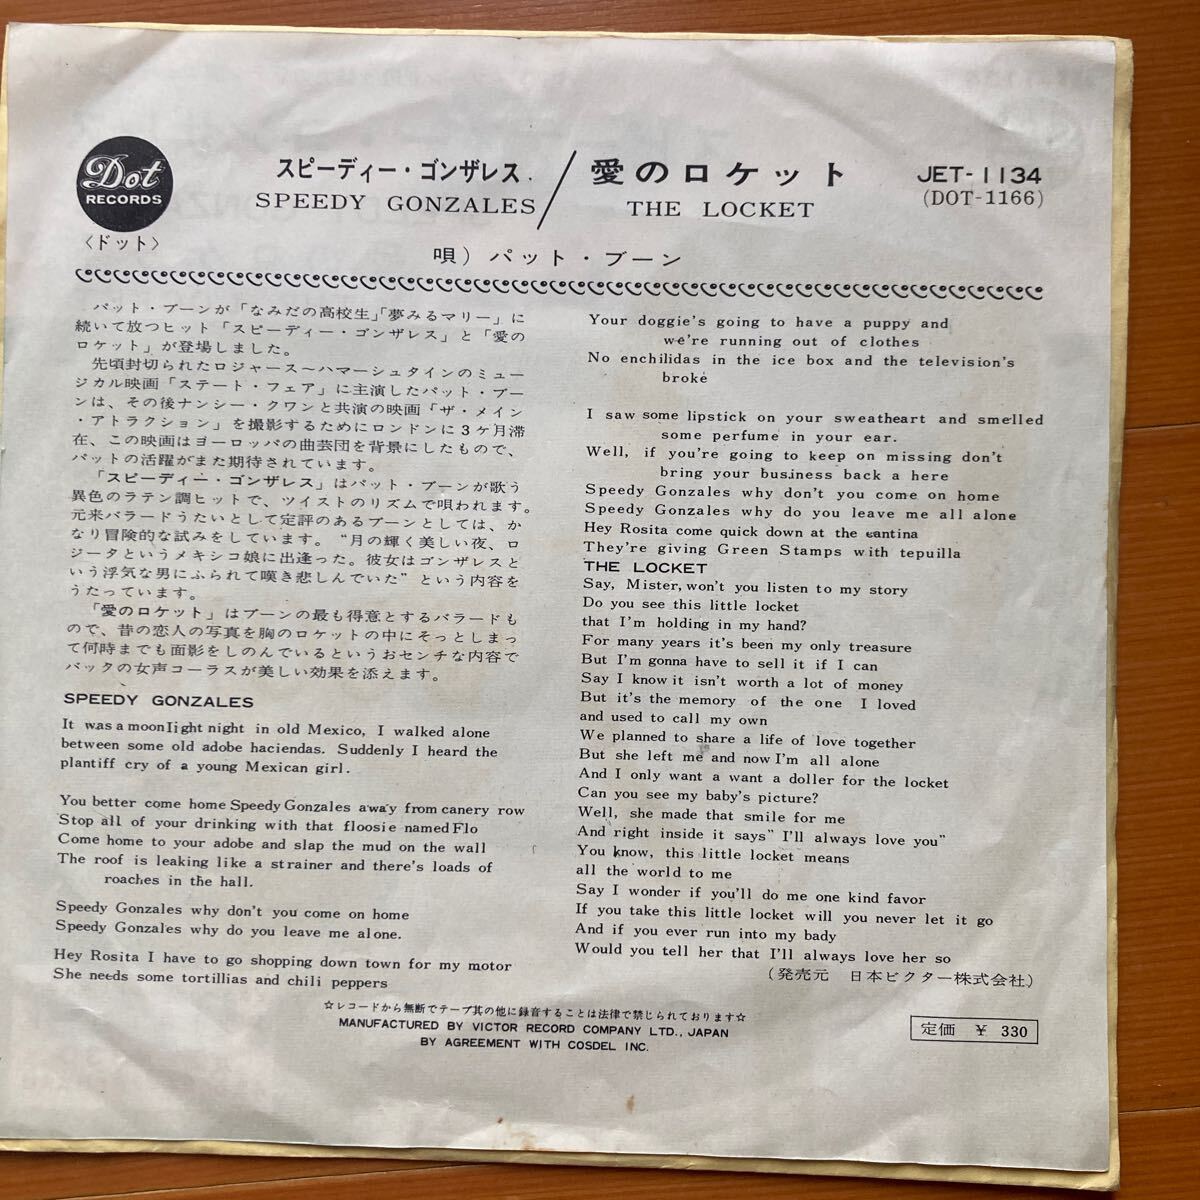 Dot
RECORDS
〈ドット〉
スピーディー・ゴンザレス
SPEEDY GONZALES
愛のロケット
THE LOCKET
JET-1134
(DOT-1166)
唄）パット・ブーン
パット・ブーンが「なみだの高校生」「夢みるマリー」に
続いて放つヒット「スピーディー・ゴンザレス」と「愛の
ロケット」が登場しました。
先頃封切られたロジャース～ハマーシュタインのミュー
ジカル映画「ステート・フェア」に主演したパット・ブー
ンは、その後ナンシー・クワンと共演の映画「ザ・メイン
・アトラクション」を撮影するためにロンドンに3ケ月滞
在、この映画はヨーロッパの曲芸団を背景にしたもので、
パットの活躍がまた期待されています。
「スピーディー・ゴンザレス」はパット・ブーンが歌う
異色のラテン調ヒットで、ツイストのリズムで唄われます。
元来バラードうたいとして定評のあるブーンとしては、か
なり冒険的な試みをしています。“月の輝く美しい夜、ロ
ジータというメキシコ娘に出逢った。彼女はゴンザレスと
いう浮気な男にふられて嘆き悲しんでいた”という内容を
うたっています。
「愛のロケット」はブーンの最も得意とするバラードも
ので、昔の恋人の写真を胸のロケットの中にそっとしまっ
て何時までも面影をしのんでいるというおセンチな内容で
バックの女声コーラスが美しい効果を添えます。
SPEEDY GONZALES
It was a moonlight night in old Mexico, I walked alone
between some old adobe haciendas. Suddenly I heard the
plantiff cry of a young Mexican girl.
You better come home Speedy Gonzales away from canery row
Stop all of your drinking with that floosie named Flo
Come home to your adobe and slap the mud on the wall
The roof is leaking like a strainer and there's loads of
roaches in the hall.
Speedy Gonzales why don't you come on home
Speedy Gonzales why do you leave me alone.
Hey Rosita I have to go shopping down town for my motor
She needs some tortillias and chili peppers
Your doggie's going to have a puppy and
we're running out of clothes
No enchilidas in the ice box and the television's
broke
I saw some lipstick on your sweatheart and smelled
some perfume in your ear.
Well, if you're going to keep on missing don't
bring your business back a here
Speedy Gonzales why don't you come on home
Speedy Gonzales why do you leave me all alone
Hey Rosita come quick down at the cantina
They're giving Green Stamps with tepuilla
THE LOCKET
Say, Mister, won't you listen to my story
Do you see this little locket
that I'm holding in my hand?
For many years it's been my only treasure
But I'm gonna have to sell it if I can
Say I know it isn't worth a lot of money
But it's the memory of the one I loved
and used to call my own
We planned to share a life of love together
But she left me and now I'm all alone
And I only want a want a doller for the locket
Can you see my baby's picture?
Well, she made that smile for me
And right inside it says" I'll always love you"
You know, this little locket means
all the world to me
Say I wonder if you'll do me one kind favor
If you take this little locket will you never let it go
And if you ever run into my bady
Would you tell her that I'll always love her so
（発売元 日本ビクター株式会社）
☆レコードから無断でテープ其の他に録音することは法律で禁じられております☆
MANUFACTURED BY VICTOR RECORD COMPANY LTD., JAPAN
BY AGREEMENT WITH COSDEL INC.
定価 ￥ 330